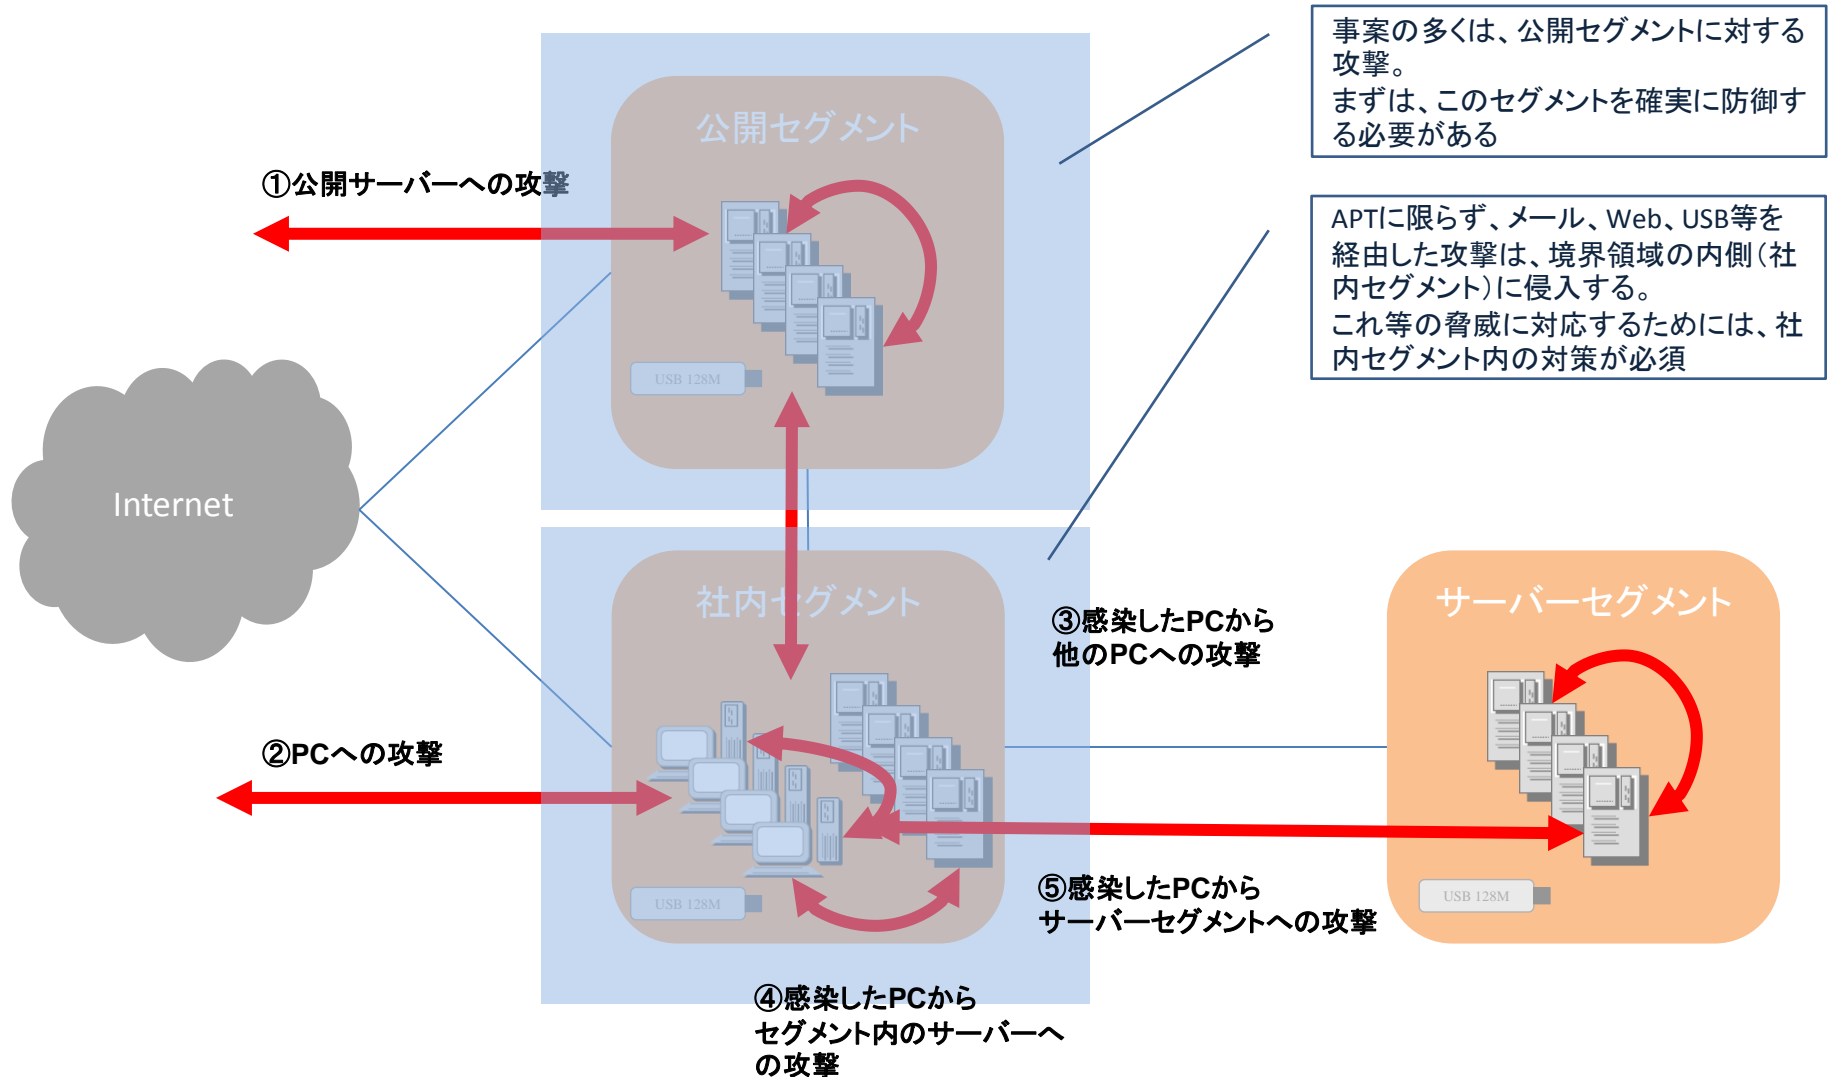 事案の多くは、公開セグメントに対する
攻撃。
まずは、このセグメントを確実に防御す
る必要がある
公開セグメント
①公開サーバーへの攻撃
APTに限らず、メール、Web、USB等を
経由した攻撃は、境界領域の内側（社
内セグメント）に侵入する。
これ等の脅威に対応するためには、社
内セグメント内の対策が必須
USB 128M
Internet
社内セグメント
サーバーセグメント
③感染したPCから
他のPCへの攻撃
②PCへの攻撃
USB 128M
⑤感染したPCから
サーバーセグメントへの攻撃
USB 128M
④感染したPCから
セグメント内のサーバーへ
の攻撃